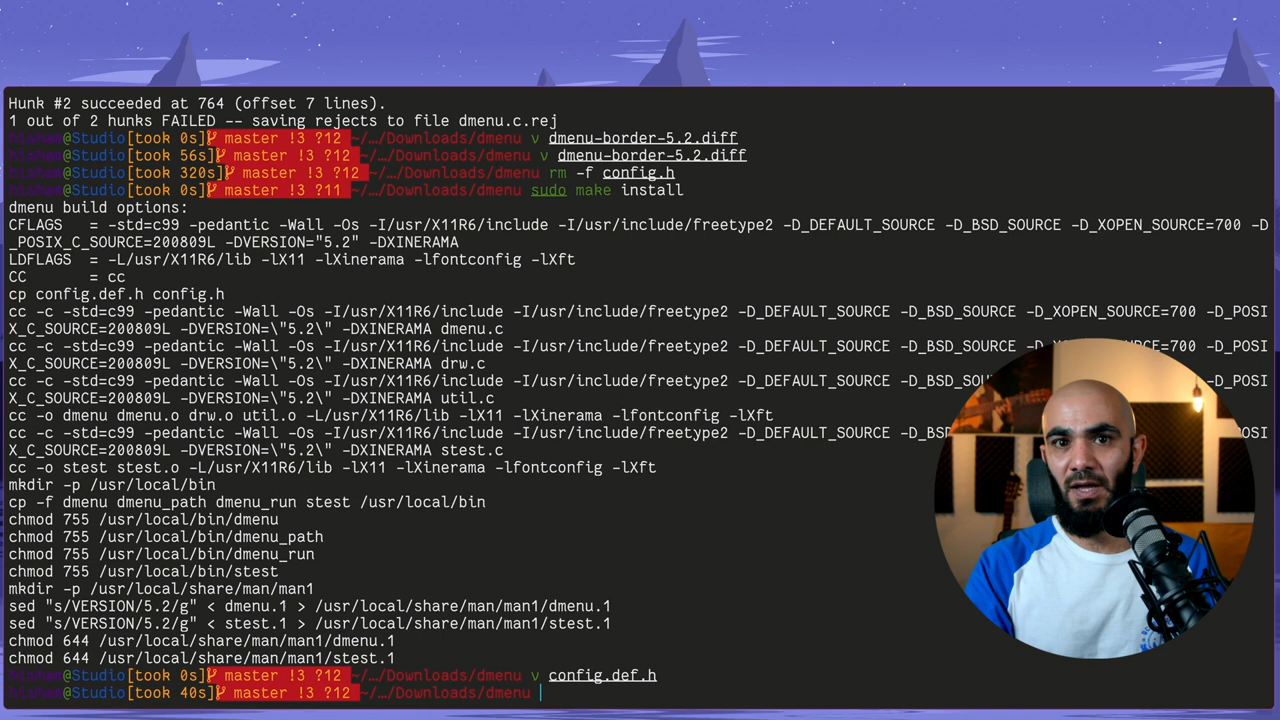 Hunk #2 succeeded at 764 (offset 7 lines).
1 out of 2 hunks FAILED -- saving rejects to file dmenu.c.rej
hisham@Studio[took 0s] master !3 ?12 ~/…/Downloads/dmenu v dmenu-border-5.2.diff
hisham@Studio[took 56s] master !3 ?12 ~/…/Downloads/dmenu v dmenu-border-5.2.diff
hisham@Studio[took 320s] master !3 ?12 ~/…/Downloads/dmenu rm -f config.h
hisham@Studio[took 0s] master !3 ?11 ~/…/Downloads/dmenu sudo make install
dmenu build options:
CFLAGS   = -std=c99 -pedantic -Wall -Os -I/usr/X11R6/include -I/usr/include/freetype2 -D_DEFAULT_SOURCE -D_BSD_SOURCE -D_XOPEN_SOURCE=700 -D
_POSIX_C_SOURCE=200809L -DVERSION="5.2" -DXINERAMA
LDFLAGS  = -L/usr/X11R6/lib -lX11 -lXinerama -lfontconfig -lXft
CC       = cc
cp config.def.h config.h
cc -c -std=c99 -pedantic -Wall -Os -I/usr/X11R6/include -I/usr/include/freetype2 -D_DEFAULT_SOURCE -D_BSD_SOURCE -D_XOPEN_SOURCE=700 -D_POSI
X_C_SOURCE=200809L -DVERSION=\"5.2\" -DXINERAMA dmenu.c
cc -c -std=c99 -pedantic -Wall -Os -I/usr/X11R6/include -I/usr/include/freetype2 -D_DEFAULT_SOURCE -D_BSD_SOURCE -D_XOPEN_SOURCE=700 -D_POSI
X_C_SOURCE=200809L -DVERSION=\"5.2\" -DXINERAMA drw.c
cc -c -std=c99 -pedantic -Wall -Os -I/usr/X11R6/include -I/usr/include/freetype2 -D_DEFAULT_SOURCE -D_BSD_SOU -D_POSI
X_C_SOURCE=200809L -DVERSION=\"5.2\" -DXINERAMA util.c
cc -o dmenu dmenu.o drw.o util.o -L/usr/X11R6/lib -lX11 -lXinerama -lfontconfig -lXft
cc -c -std=c99 -pedantic -Wall -Os -I/usr/X11R6/include -I/usr/include/freetype2 -D_DEFAULT_SOURCE -D_BSD POSI
X_C_SOURCE=200809L -DVERSION=\"5.2\" -DXINERAMA stest.c
cc -o stest stest.o -L/usr/X11R6/lib -lX11 -lXinerama -lfontconfig -lXft
mkdir -p /usr/local/bin
cp -f dmenu dmenu_path dmenu_run stest /usr/local/bin
chmod 755 /usr/local/bin/dmenu
chmod 755 /usr/local/bin/dmenu_path
chmod 755 /usr/local/bin/dmenu_run
chmod 755 /usr/local/bin/stest
mkdir -p /usr/local/share/man/man1
sed "s/VERSION/5.2/g" < dmenu.1 > /usr/local/share/man/man1/dmenu.1
sed "s/VERSION/5.2/g" < stest.1 > /usr/local/share/man/man1/stest.1
chmod 644 /usr/local/share/man/man1/dmenu.1
chmod 644 /usr/local/share/man/man1/stest.1
hisham@Studio[took 0s] master !3 ?12 ~/…/Downloads/dmenu v config.def.h
hisham@Studio[took 40s] master !3 ?12 ~/…/Downloads/dmenu